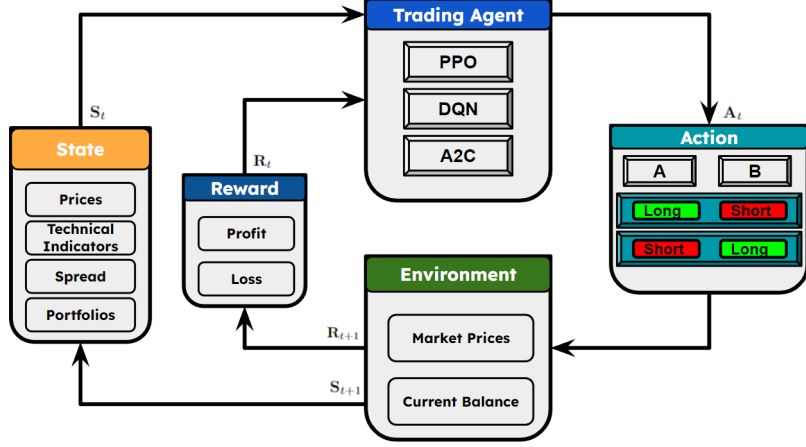 Trading Agent
PPO
DQN
A2C
S_t
R_t
A_t
State
Prices
Technical
Indicators
Spread
Portfolios
Reward
Profit
Loss
Action
A B
Long Short
Short Long
Environment
Market Prices
Current Balance
R_{t+1}
S_{t+1}